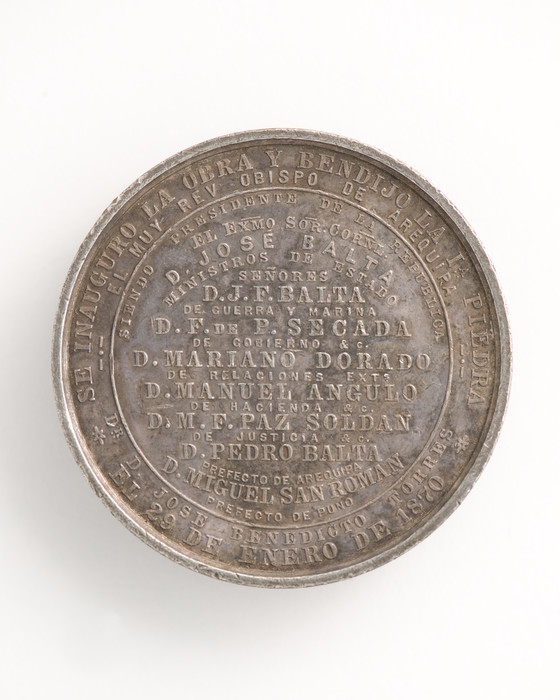 SE INAUGURO LA OBRA Y BENDIJO LA 1ª PIEDRA
EL MUY REV OBISPO DE AREQUIPA
DR D. JOSE BENEDICTO TORRES
EL 29 DE ENERO DE 1870
SIENDO PRESIDENTE DE LA REPUBLICA
EL EXMO SOR. CORNL
D. JOSE BALTA
MINISTROS DE ESTADO
SEÑORES
D. J. F. BALTA
DE GUERRA Y MARINA
D. F. DE P. SECADA
DE GOBIERNO &c.
D. MARIANO DORADO
DE RELACIONES EXTS
D. MANUEL ANGULO
DE HACIENDA &c.
D. M. F. PAZ SOLDAN
DE JUSTICIA &c.
D. PEDRO BALTA
PREFECTO DE AREQUIPA
D. MIGUEL SAN ROMAN
PREFECTO DE PUNO